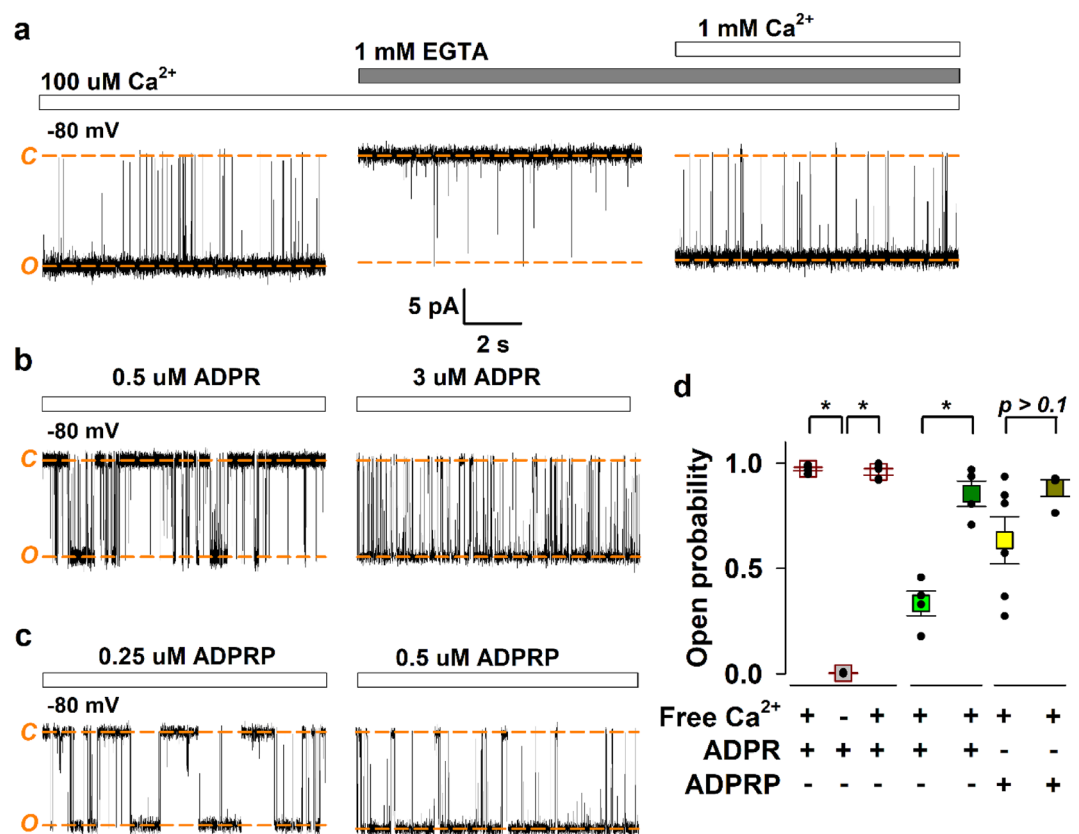 a
1 mM Ca²⁺
1 mM EGTA
100 uM Ca²⁺
-80 mV
C
O
5 pA
2 s
b
0.5 uM ADPR
3 uM ADPR
-80 mV
C
O
c
0.25 uM ADPRP
0.5 uM ADPRP
-80 mV
C
O
d
* * * p > 0.1
Open probability
1.0
0.5
0.0
Free Ca²⁺ + - + + + + +
ADPR + + + + + - -
ADPRP - - - - - + +